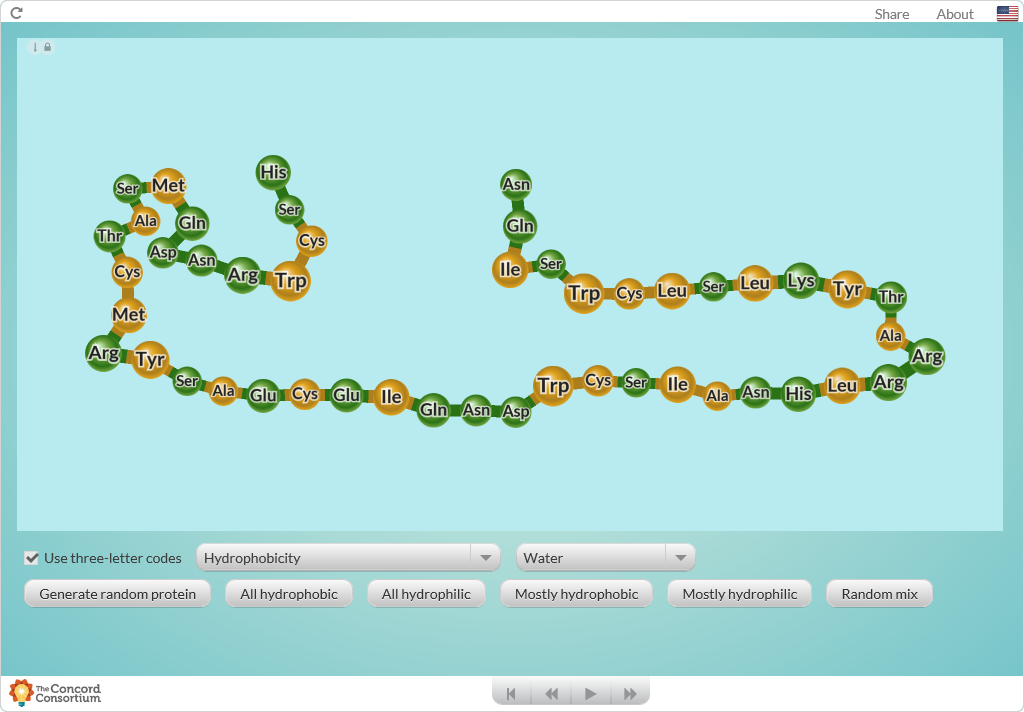 Share About
His
Ser Met
Asn
Ser
Ala Gln
Gln
Thr
Cys
Asp
Asn
Ser
Cys
Ile
Arg Trp
Leu Lys
Trp Cys Leu Ser
Tyr
Thr
Met
Ala
Arg
Tyr
Arg
Ser
Trp Cys Ser Ile
Leu Arg
Ala Glu Cys Glu Ile
Ala Asn His
Gln Asn Asp
Use three-letter codes Hydrophobicity Water
Generate random protein All hydrophobic All hydrophilic Mostly hydrophobic Mostly hydrophilic Random mix
The Concord
Consortium